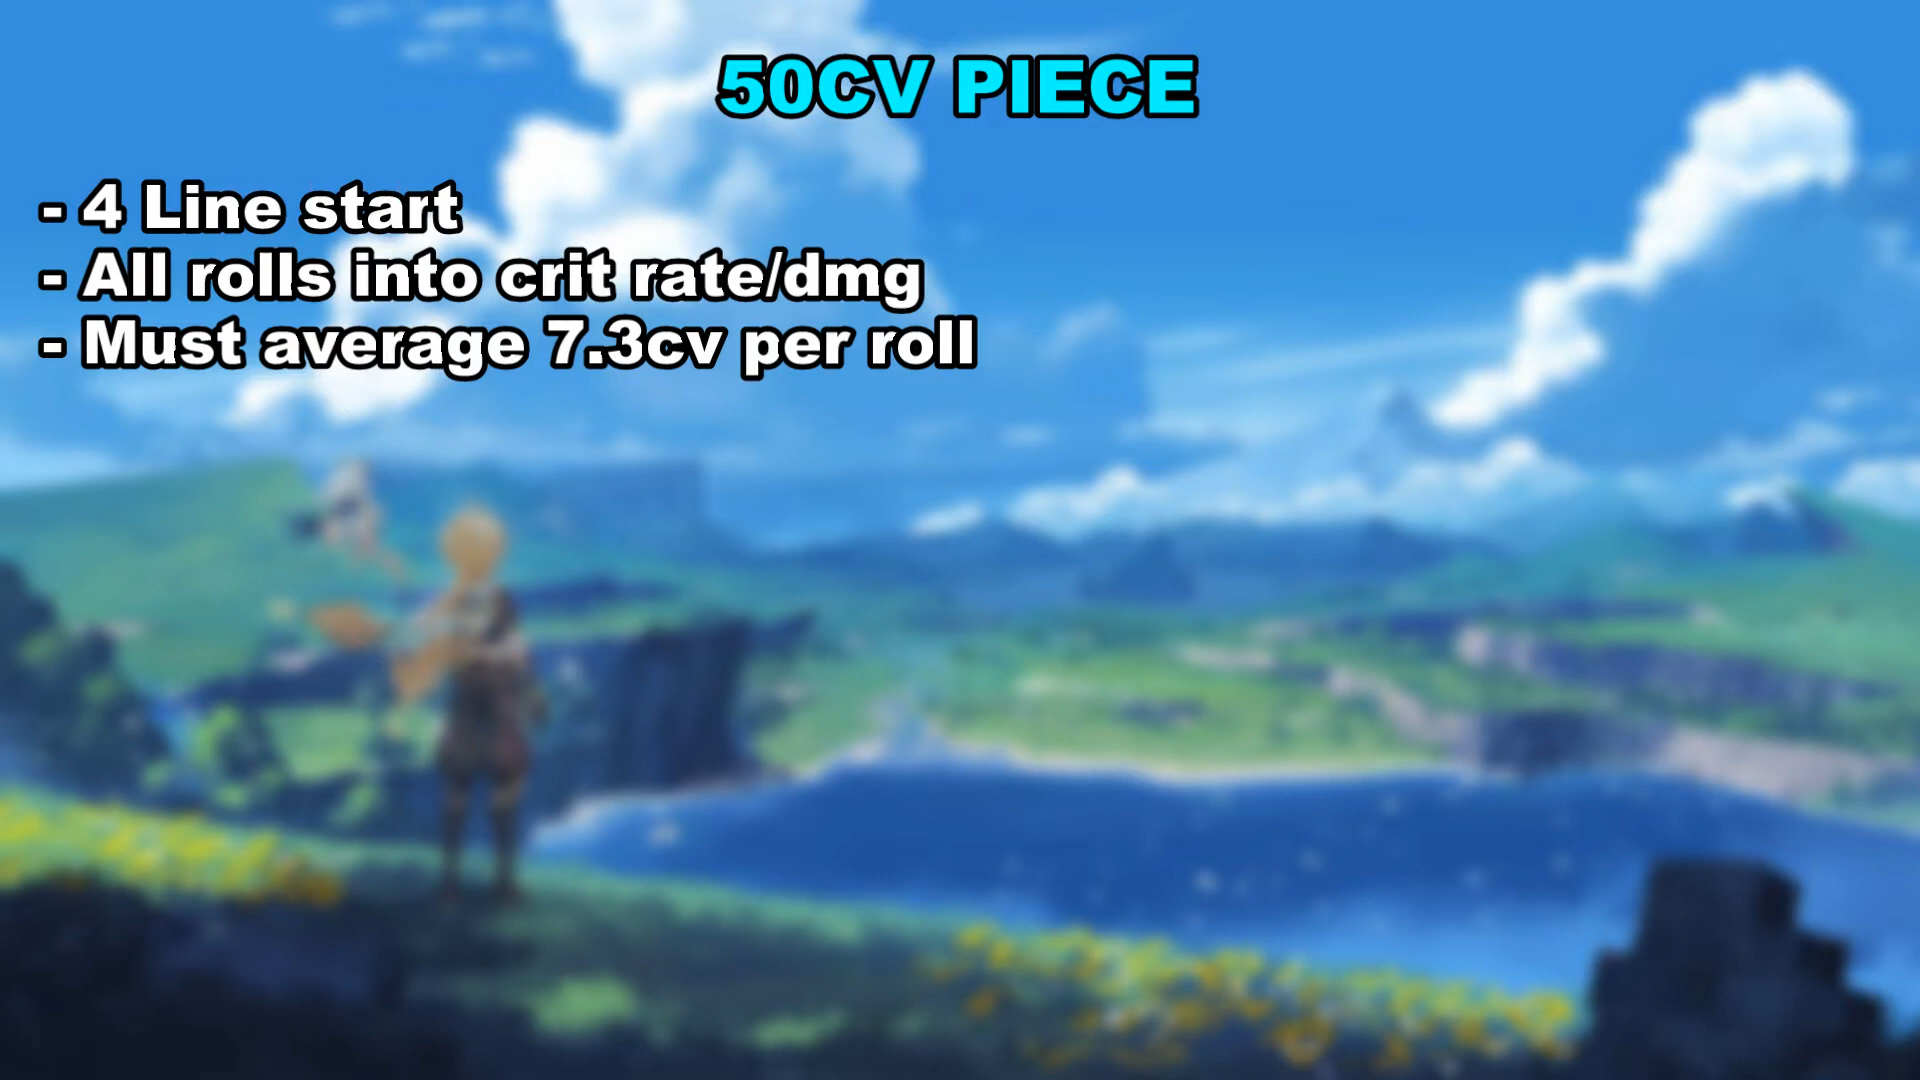 50CV PIECE
- 4 Line start
- All rolls into crit rate/dmg
- Must average 7.3cv per roll